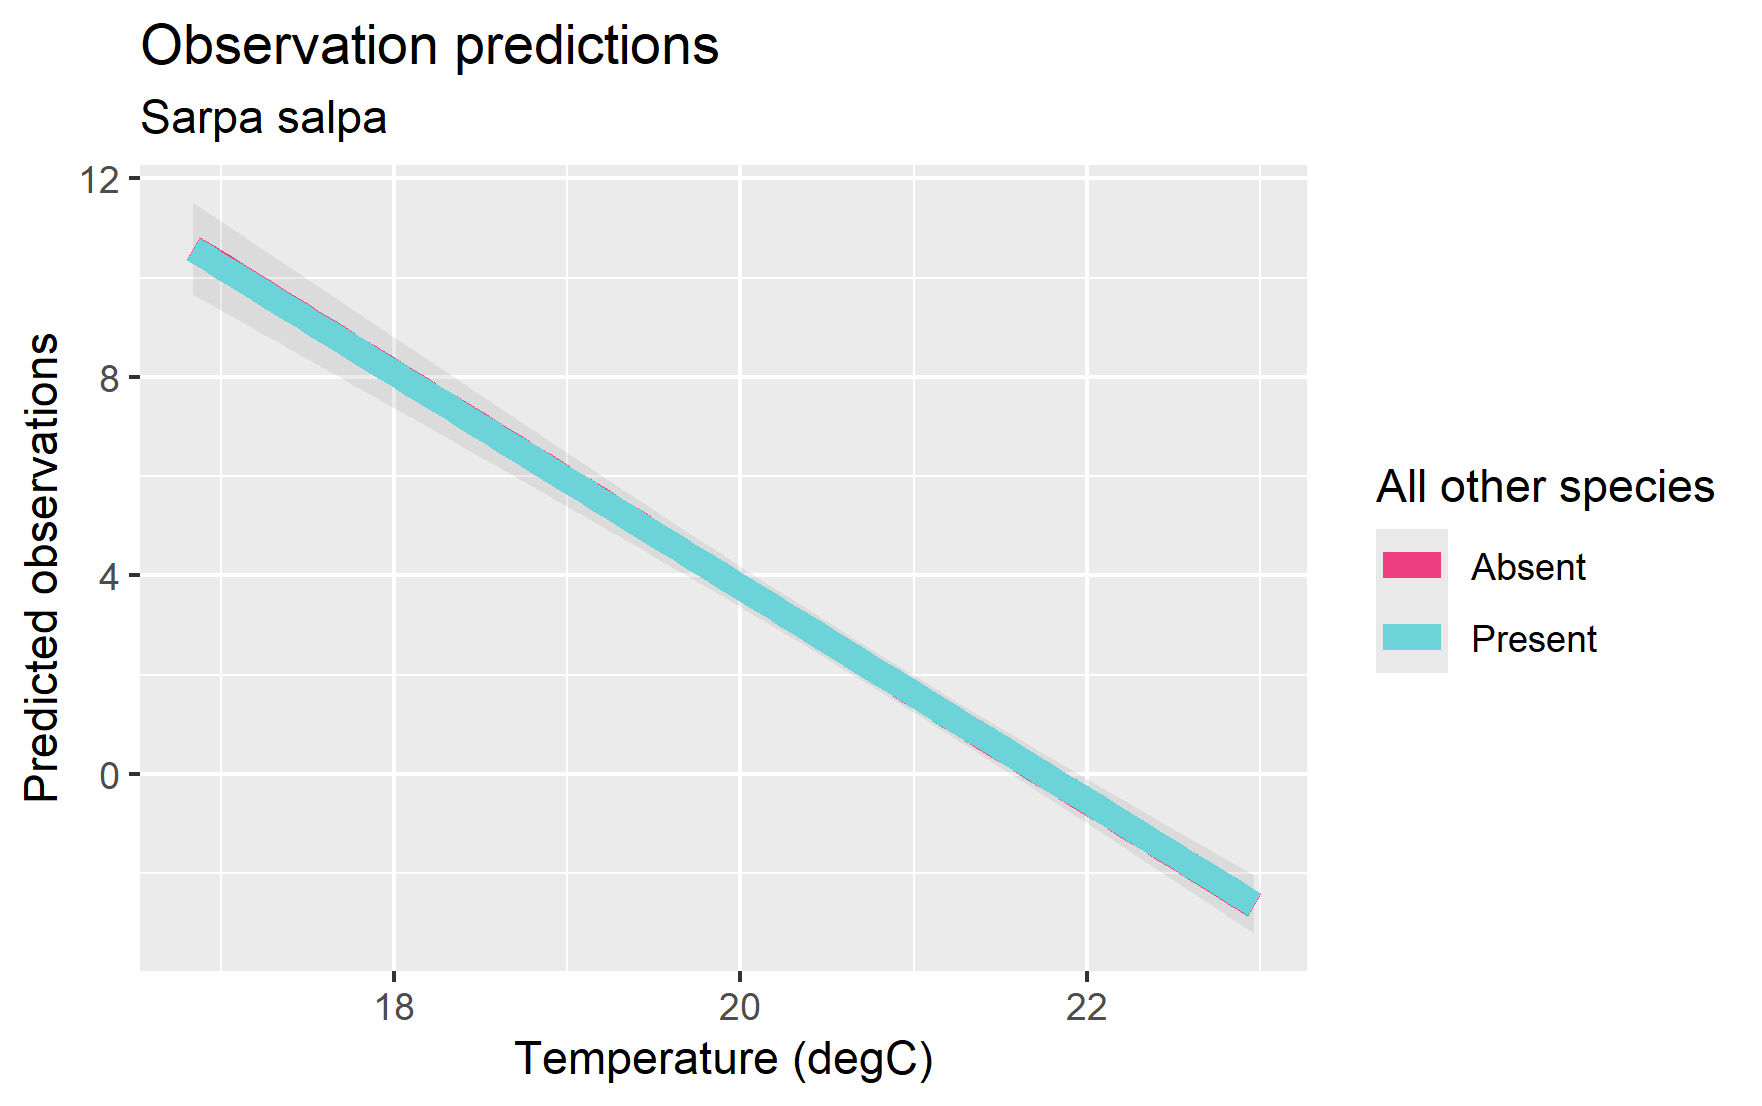 Observation predictions
Sarpa salpa
12
8
4
0
Predicted observations
18
20
22
Temperature (degC)
All other species
Absent
Present